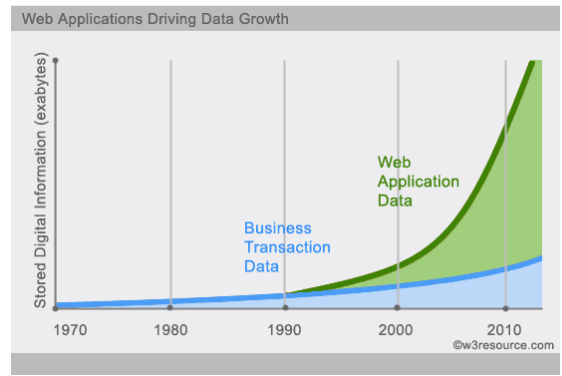 Web Applications Driving Data Growth
Stored Digital Information (exabytes)
Web
Application
Data
Business
Transaction
Data
1970 1980 1990 2000 2010
©w3resource.com